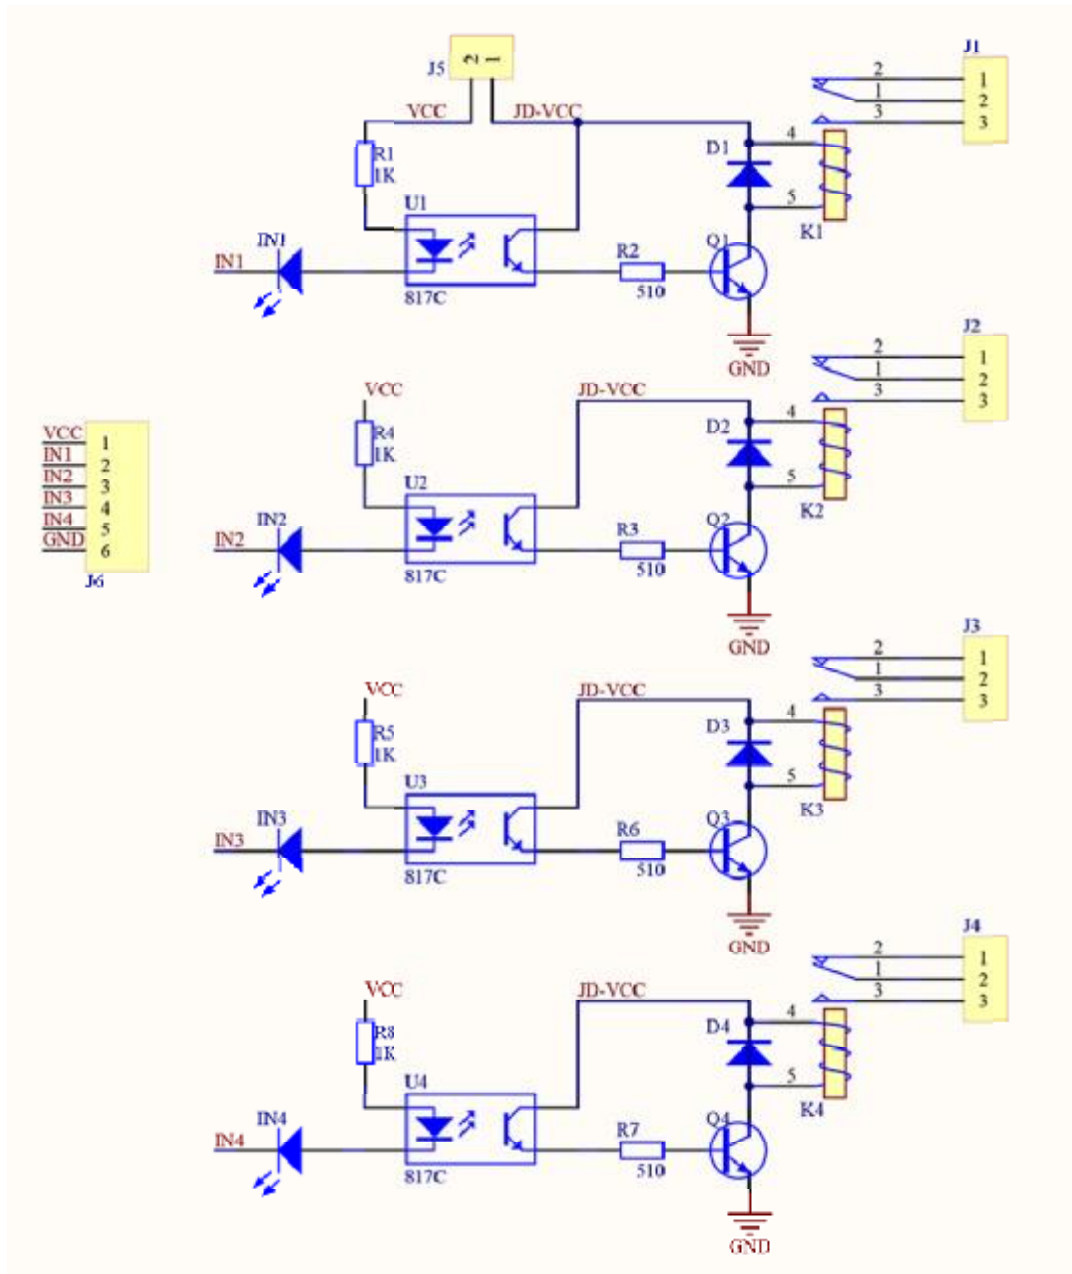 J5
2 1
VCC
JD-VCC
J1
2 1
1 2
3 3
R1
1K
D1
4
5
K1
U1
IN1
IN1
817C
R2
510
Q1
GND
J2
2 1
1 2
3 3
VCC
JD-VCC
R4
1K
D2
4
5
K2
U2
IN2
IN2
817C
R3
510
Q2
GND
VCC 1
IN1 2
IN2 3
IN3 4
IN4 5
GND 6
J6
J3
2 1
1 2
3 3
VCC
JD-VCC
R5
1K
D3
4
5
K3
U3
IN3
IN3
817C
R6
510
Q3
GND
J4
2 1
1 2
3 3
VCC
JD-VCC
R8
1K
D4
4
5
K4
U4
IN4
IN4
817C
R7
510
Q4
GND